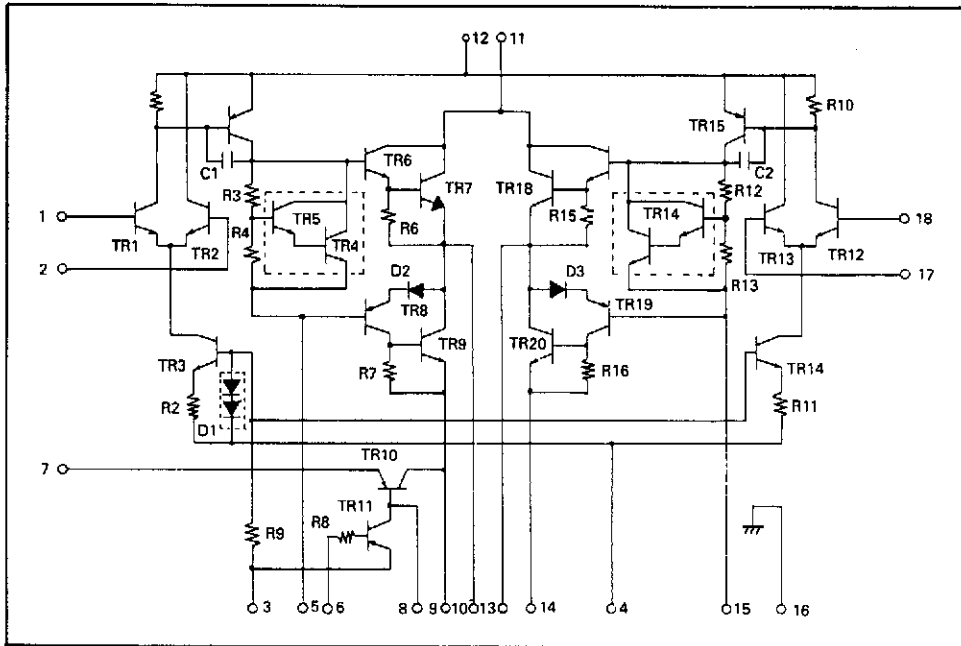 12 11
R10
TR15
C1
TR6
C2
R3
TR7
TR18
R12
TR5
R15
TR14
1
R4
TR4
R6
18
TR1
TR2
TR13
TR12
2
17
D2
D3
R13
TR8
TR19
TR3
TR9
TR20
R7
R16
TR14
R2
R11
D1
TR10
7
TR11
R9
R8
3 5 6 8 9 10 13 14 4 15 16